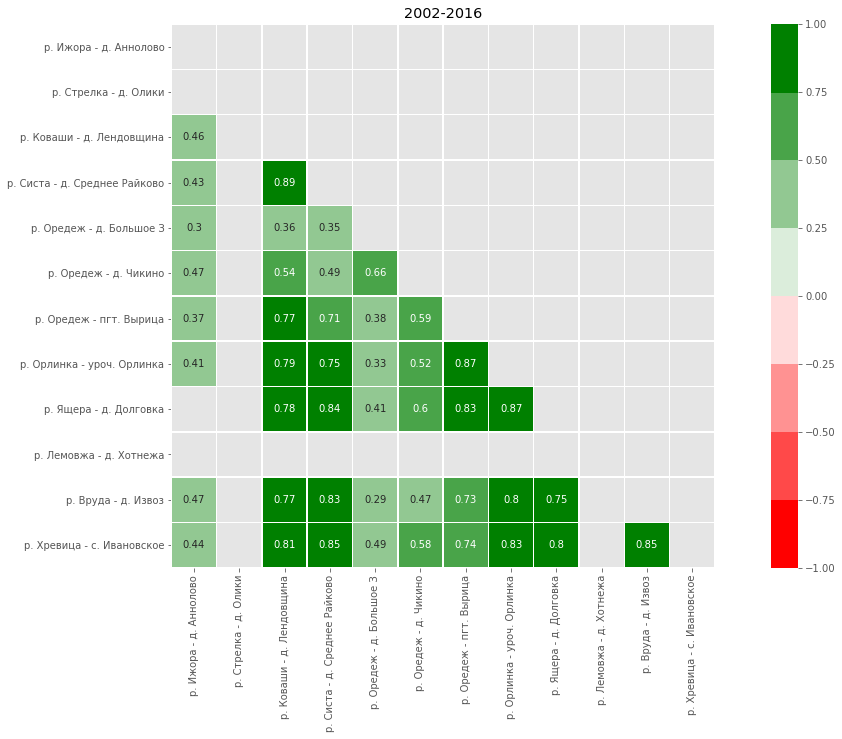 2002-2016
р. Ижора - д. Аннолово
р. Стрелка - д. Олики
р. Коваши - д. Лендовщина
0.46
р. Систа - д. Среднее Райково
0.43 0.89
р. Оредеж - д. Большое З
0.3 0.36 0.35
р. Оредеж - д. Чикино
0.47 0.54 0.49 0.66
р. Оредеж - пгт. Вырица
0.37 0.77 0.71 0.38 0.59
р. Орлинка - уроч. Орлинка
0.41 0.79 0.75 0.33 0.52 0.87
р. Ящера - д. Долговка
0.78 0.84 0.41 0.6 0.83 0.87
р. Лемовжа - д. Хотнежа
р. Вруда - д. Извоз
0.47 0.77 0.83 0.29 0.47 0.73 0.8 0.75
р. Хревица - с. Ивановское
0.44 0.81 0.85 0.49 0.58 0.74 0.83 0.8 0.85
р. Ижора - д. Аннолово
р. Стрелка - д. Олики
р. Коваши - д. Лендовщина
р. Систа - д. Среднее Райково
р. Оредеж - д. Большое З
р. Оредеж - д. Чикино
р. Оредеж - пгт. Вырица
р. Орлинка - уроч. Орлинка
р. Ящера - д. Долговка
р. Лемовжа - д. Хотнежа
р. Вруда - д. Извоз
р. Хревица - с. Ивановское
1.00
0.75
0.50
0.25
0.00
−0.25
−0.50
−0.75
−1.00